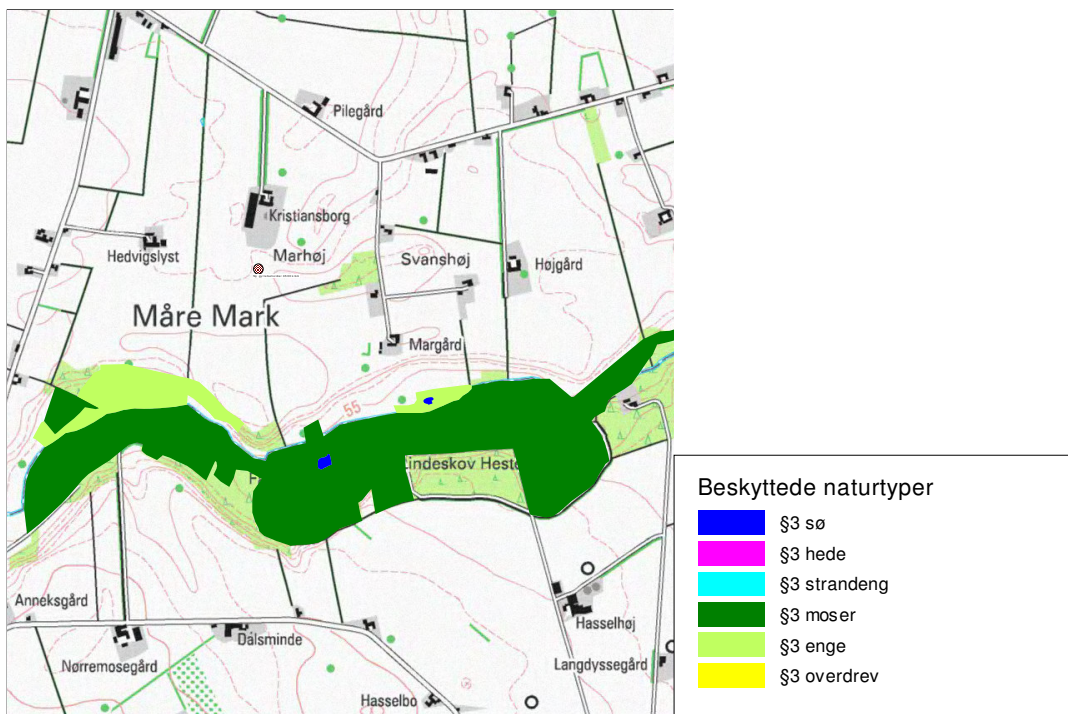 Pilegård
Kristiansborg
Marhøj
Hedvigslyst
Svanshøj
Højgård
Måre Mark
Margård
55
Lindeskov Heste
F
Anneksgård
Nørremosegård
Dalsminde
Hasselhøj
Langdyssegård
Hasselbo
Beskyttede naturtyper
§3 sø
§3 hede
§3 strandeng
§3 moser
§3 enge
§3 overdrev